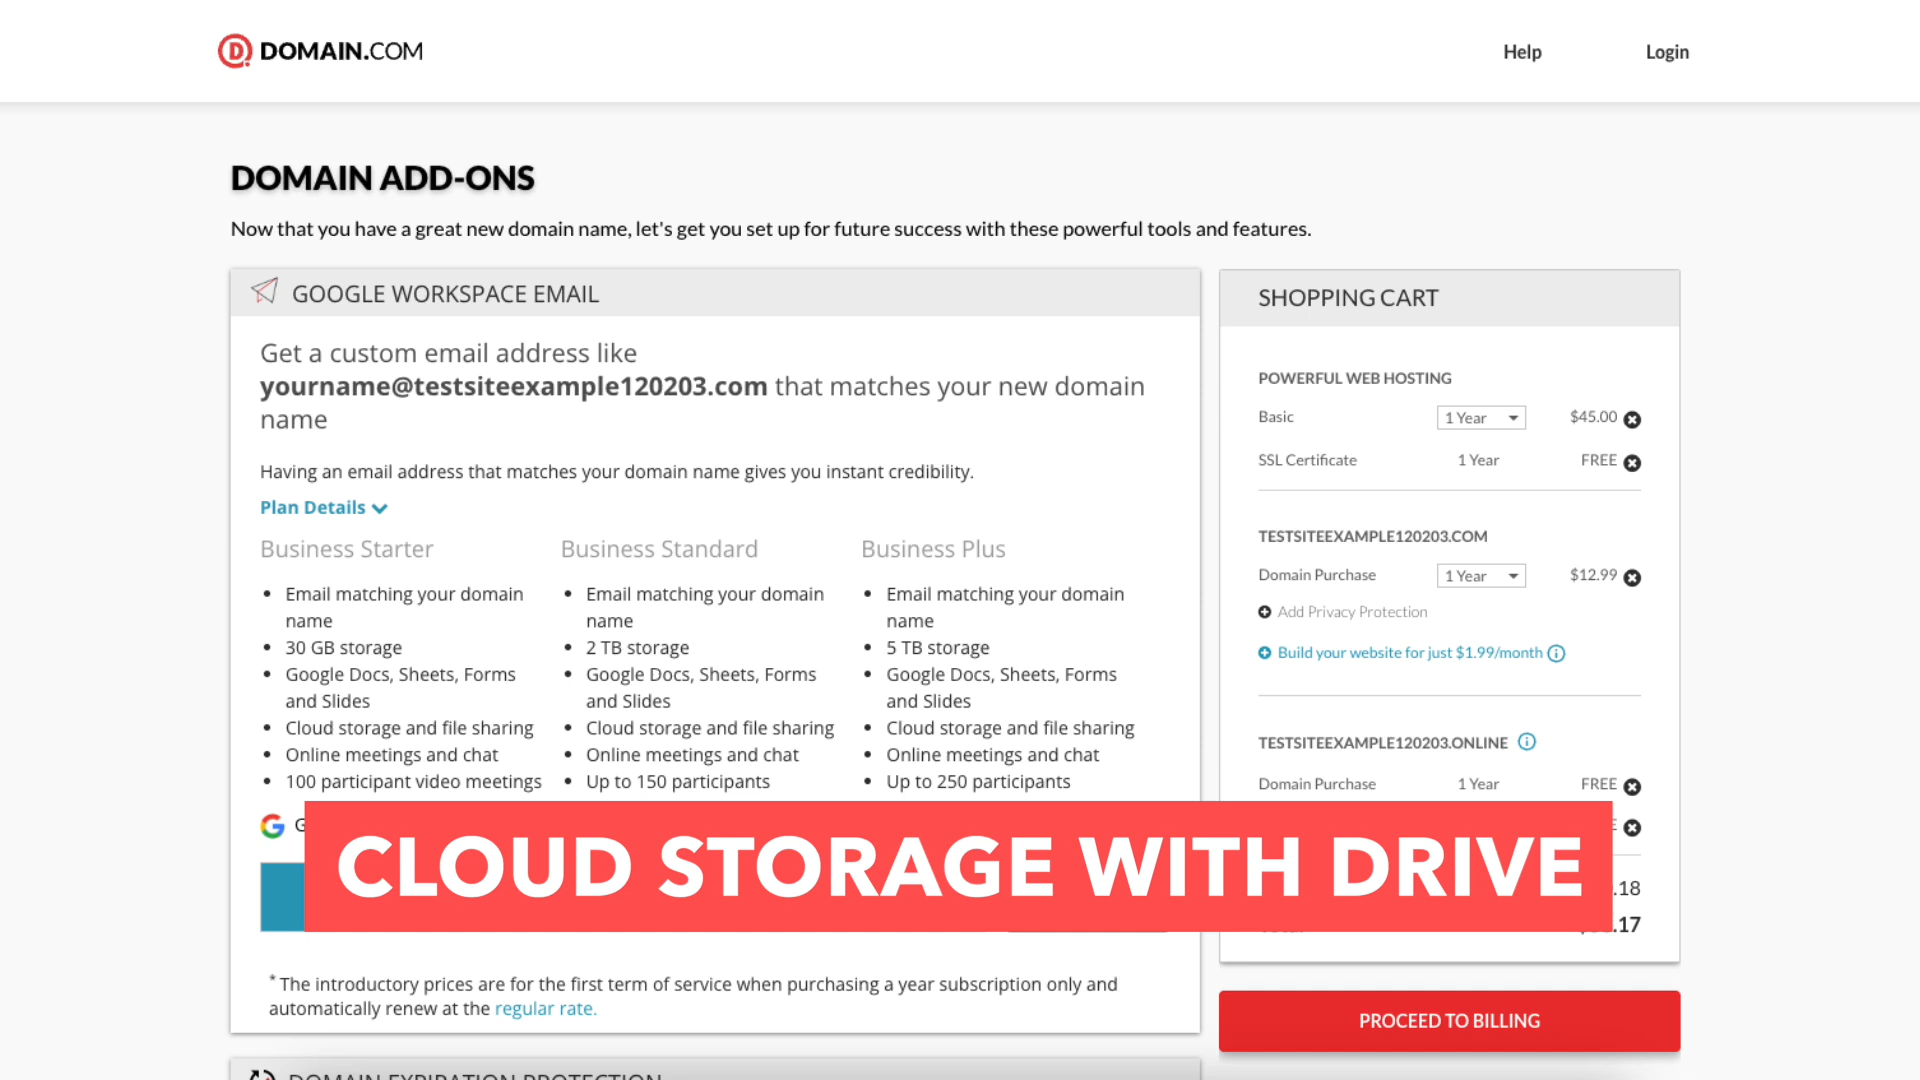 DOMAIN.COM
Help
Login
DOMAIN ADD-ONS
Now that you have a great new domain name, let's get you set up for future success with these powerful tools and features.
GOOGLE WORKSPACE EMAIL
Get a custom email address like
yourname@testsiteexample120203.com that matches your new domain
name
Having an email address that matches your domain name gives you instant credibility.
Plan Details
Business Starter
• Email matching your domain
name
• 30 GB storage
• Google Docs, Sheets, Forms
and Slides
• Cloud storage and file sharing
• Online meetings and chat
• 100 participant video meetings
Business Standard
• Email matching your domain
name
• 2 TB storage
• Google Docs, Sheets, Forms
and Slides
• Cloud storage and file sharing
• Online meetings and chat
• Up to 150 participants
Business Plus
• Email matching your domain
name
• 5 TB storage
• Google Docs, Sheets, Forms
and Slides
• Cloud storage and file sharing
• Online meetings and chat
• Up to 250 participants
CLOUD STORAGE WITH DRIVE
* The introductory prices are for the first term of service when purchasing a year subscription only and
automatically renew at the regular rate.
DOMAIN EXPIRATION PROTECTION
SHOPPING CART
POWERFUL WEB HOSTING
Basic 1 Year $45.00
SSL Certificate 1 Year FREE
TESTSITEEXAMPLE120203.COM
Domain Purchase 1 Year $12.99
Add Privacy Protection
Build your website for just $1.99/month
TESTSITEEXAMPLE120203.ONLINE
Domain Purchase 1 Year FREE
.18
.17
PROCEED TO BILLING